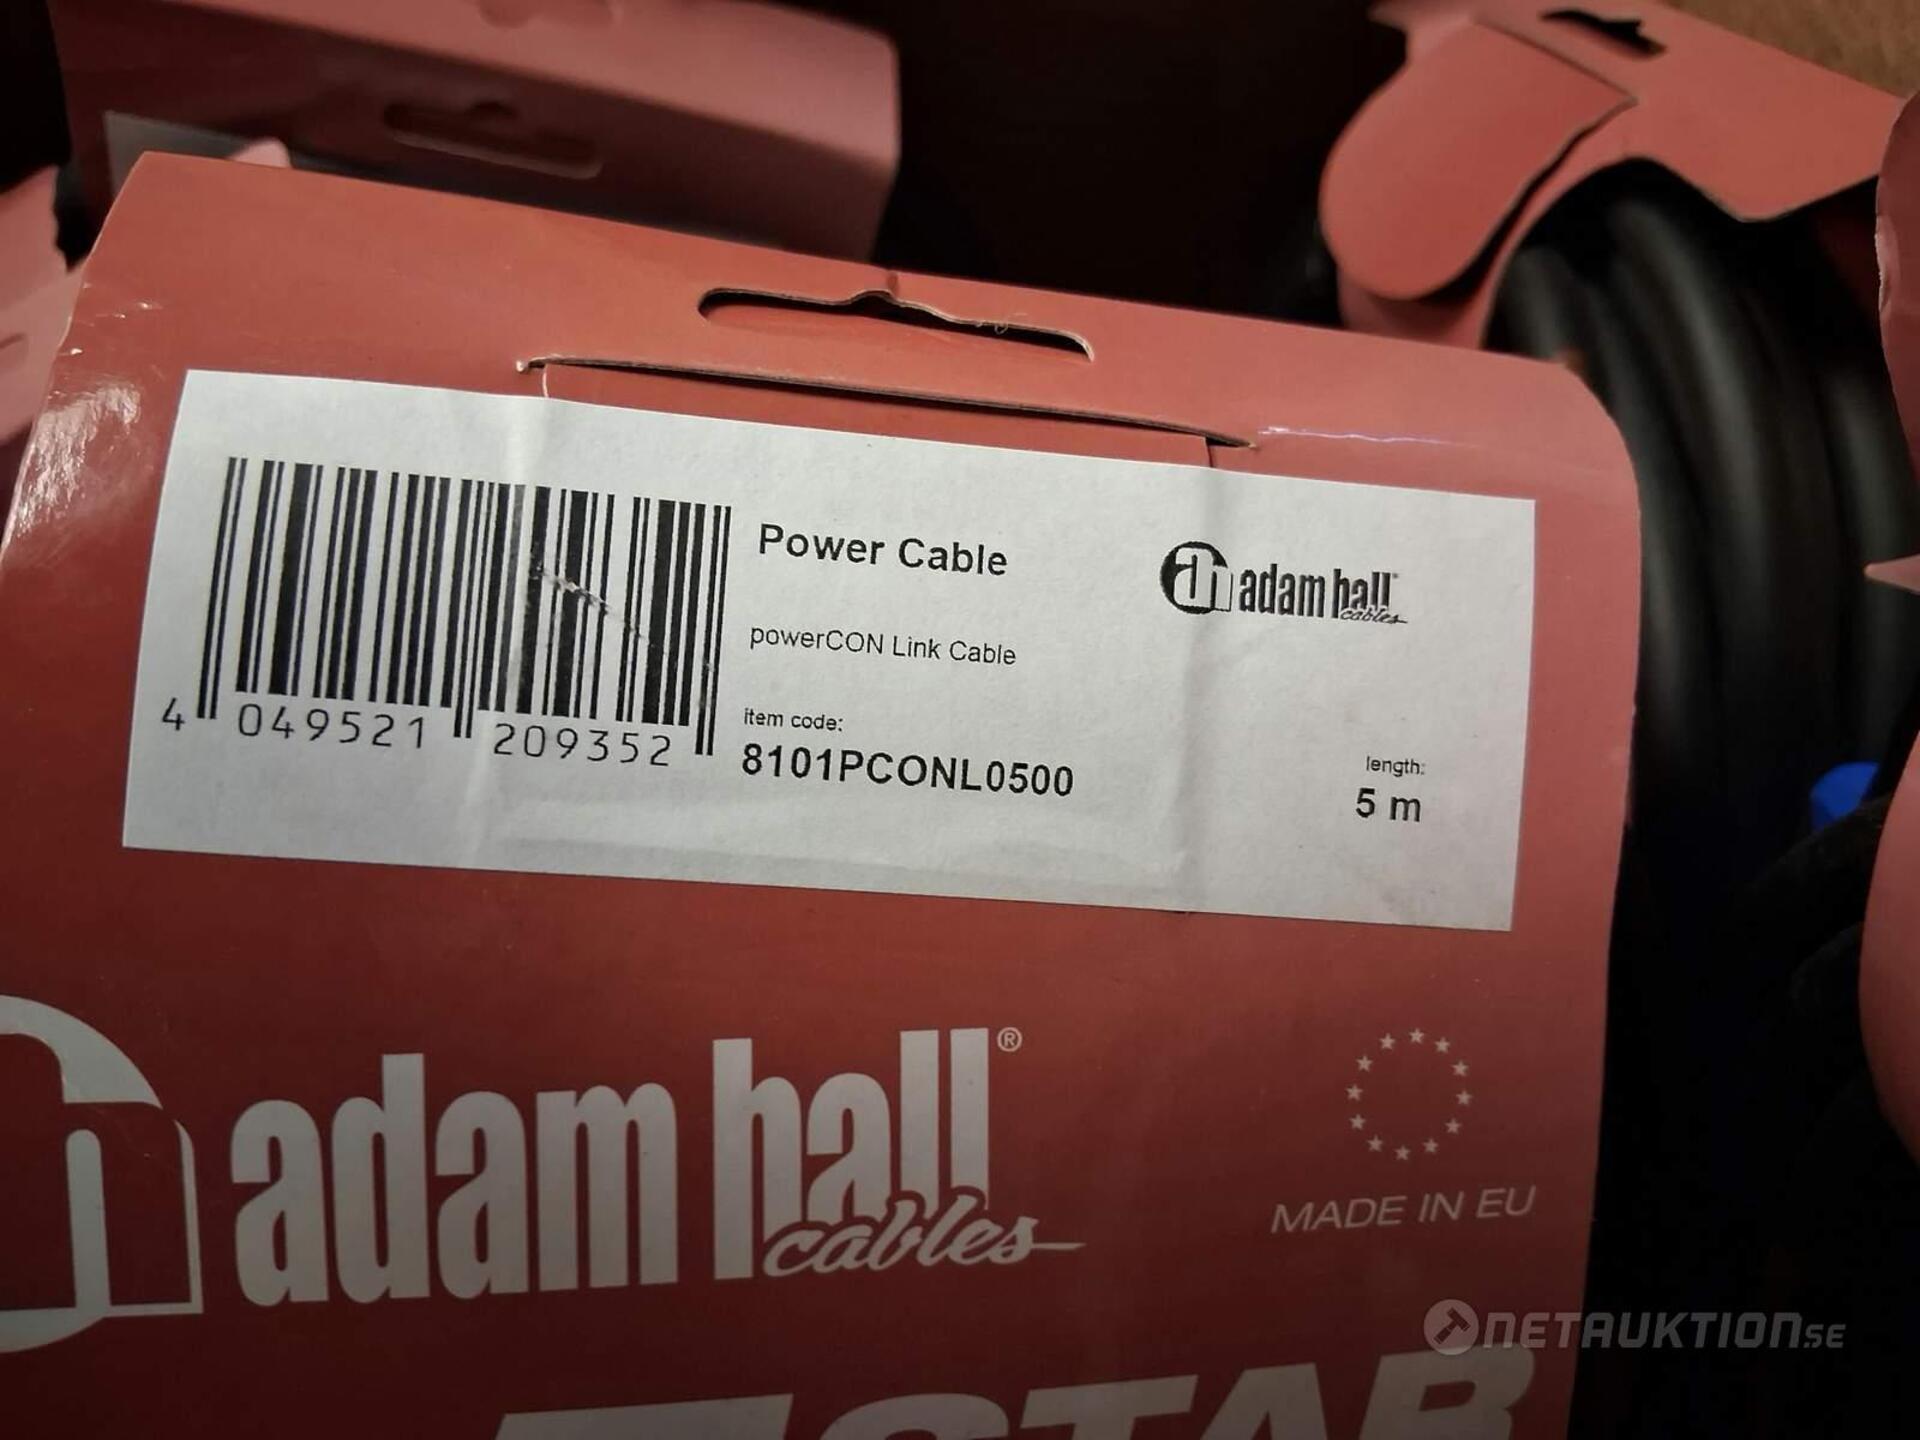 Power Cable
adam hall
cables
powerCON Link Cable
item code:
8101PCONL0500
length:
5 m
4 049521 209352
adam hall®
cables
MADE IN EU
STAR
NETAUKTION.SE